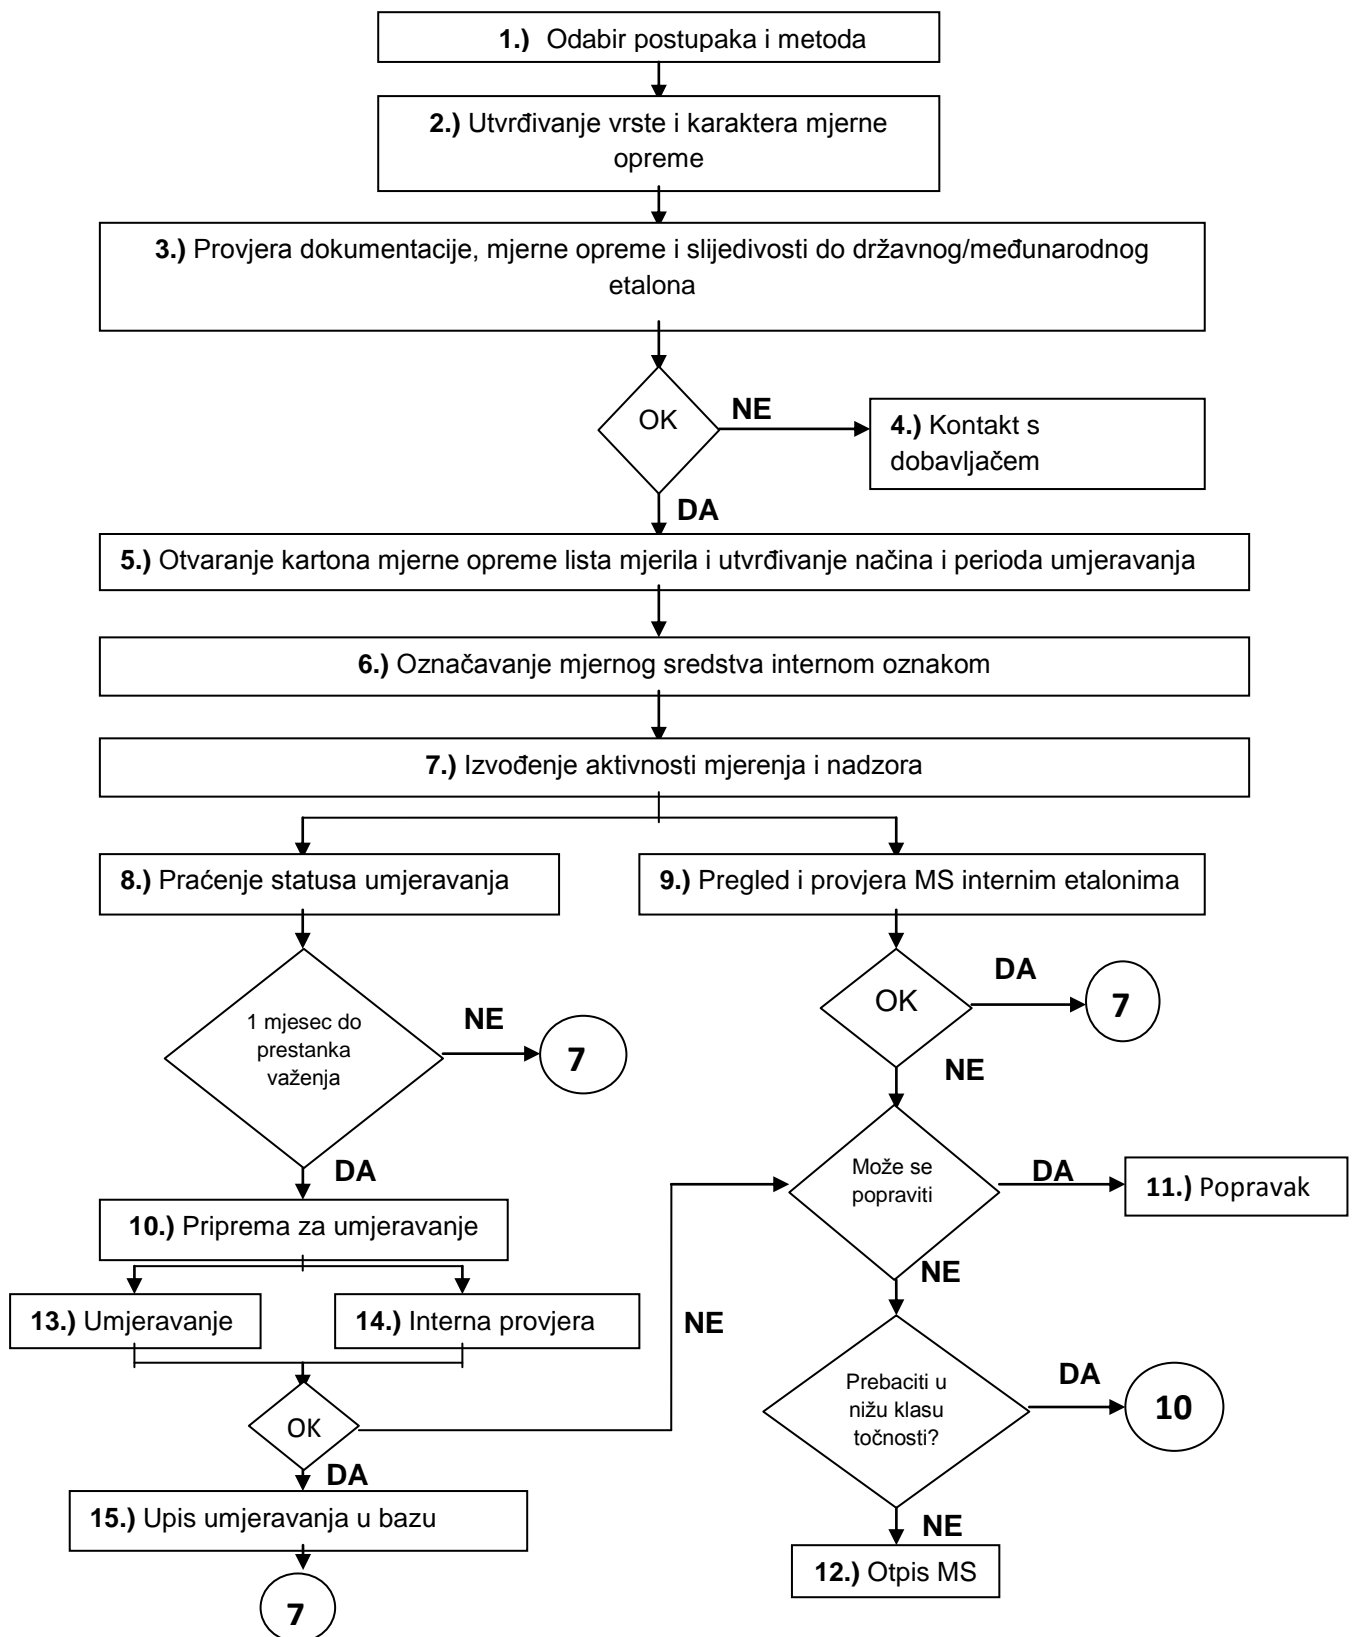 1.) Odabir postupaka i metoda
2.) Utvrđivanje vrste i karaktera mjerne
opreme
3.) Provjera dokumentacije, mjerne opreme i slijedivosti do državnog/međunarodnog
etalona
OK
NE
4.) Kontakt s
dobavljačem
DA
5.) Otvaranje kartona mjerne opreme lista mjerila i utvrđivanje načina i perioda umjeravanja
6.) Označavanje mjernog sredstva internom oznakom
7.) Izvođenje aktivnosti mjerenja i nadzora
8.) Praćenje statusa umjeravanja
9.) Pregled i provjera MS internim etalonima
1 mjesec do
prestanka
važenja
NE
7
OK
DA
7
NE
DA
Može se
popraviti
DA
11.) Popravak
10.) Priprema za umjeravanje
NE
13.) Umjeravanje
14.) Interna provjera
NE
Prebaciti u
nižu klasu
točnosti?
DA
10
OK
DA
15.) Upis umjeravanja u bazu
NE
12.) Otpis MS
7